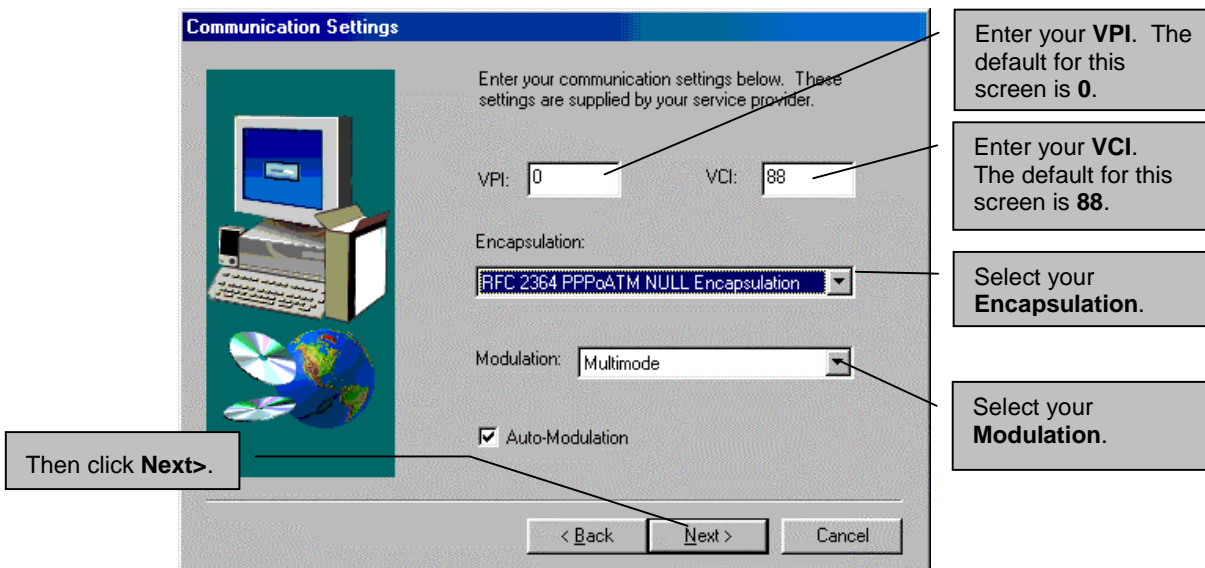 Communication Settings
Enter your communication settings below. These
settings are supplied by your service provider.
VPI: 0 VCI: 88
Encapsulation:
RFC 2364 PPPoATM NULL Encapsulation
Modulation: Multimode
Auto-Modulation
< Back Next > Cancel
Enter your VPI. The
default for this
screen is 0.
Enter your VCI.
The default for this
screen is 88.
Select your
Encapsulation.
Select your
Modulation.
Then click Next>.